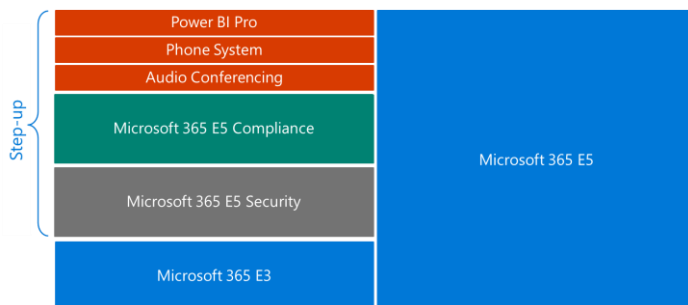 Step-up
Power BI Pro
Phone System
Audio Conferencing
Microsoft 365 E5 Compliance
Microsoft 365 E5 Security
Microsoft 365 E3
Microsoft 365 E5